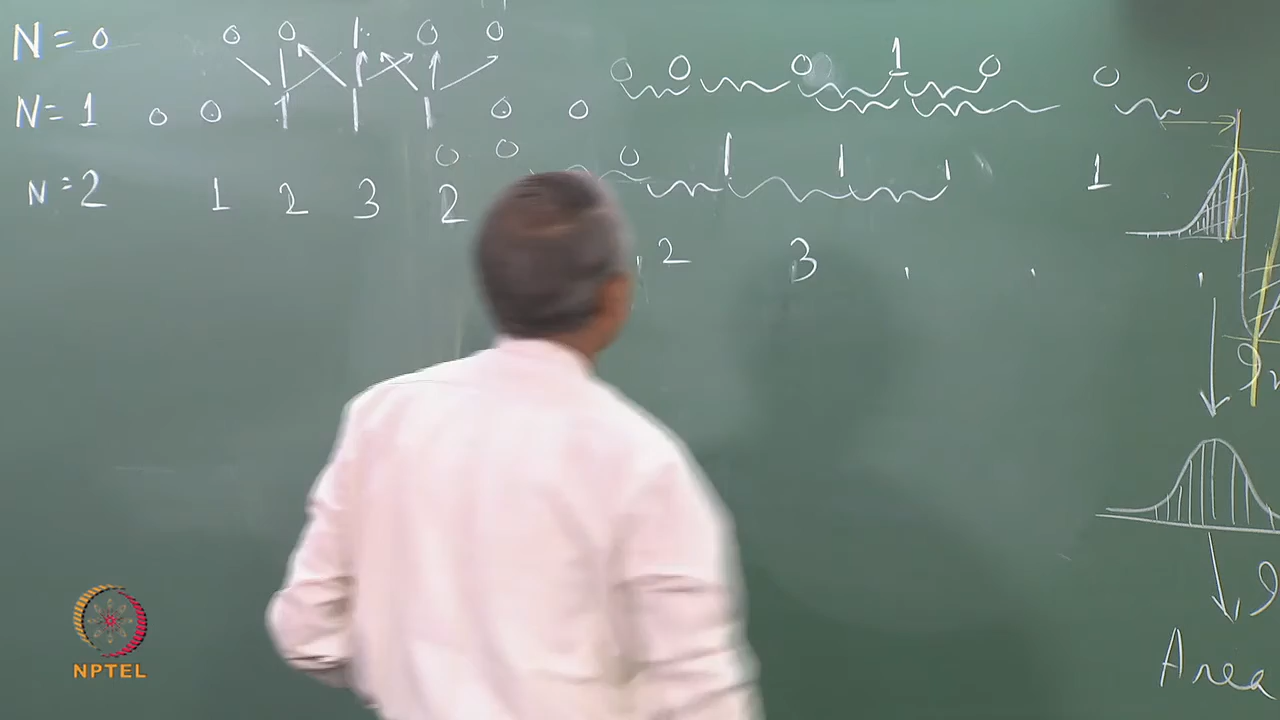 N = 0 0 0 1 0 0 0 0 0 1 0 0 0
N = 1 0 0 1 1 1 0 0
0 0 0 1 1 1 1
N = 2 1 2 3 2
2 3
Area
NPTEL